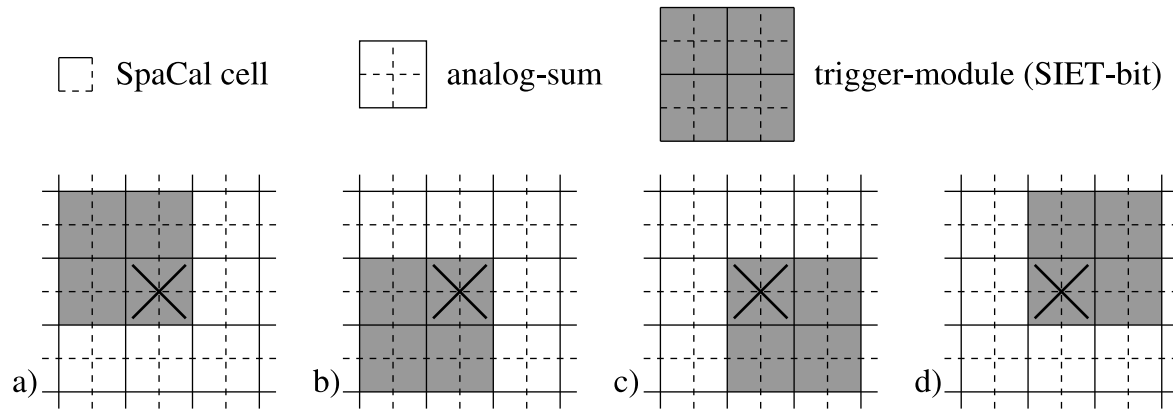 SpaCal cell
analog-sum
trigger-module (SIET-bit)
a)
b)
c)
d)